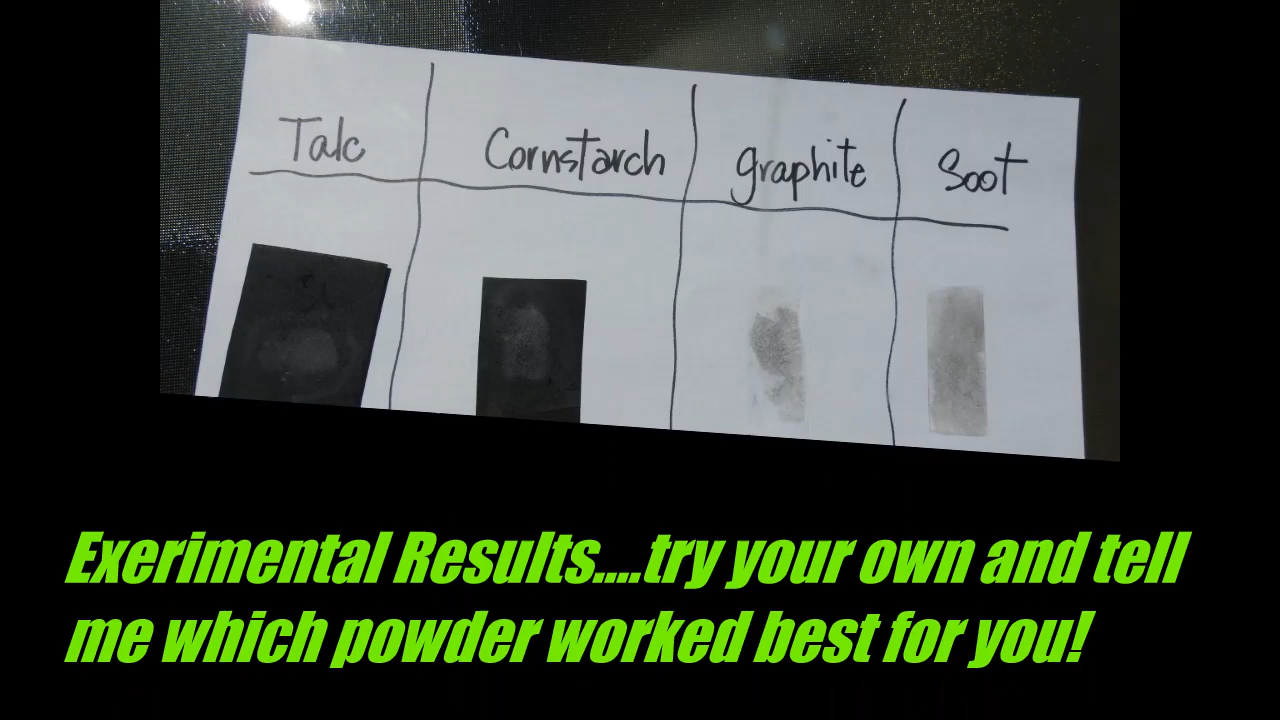 Talc Cornstarch graphite Soot
Exerimental Results....try your own and tell
me which powder worked best for you!